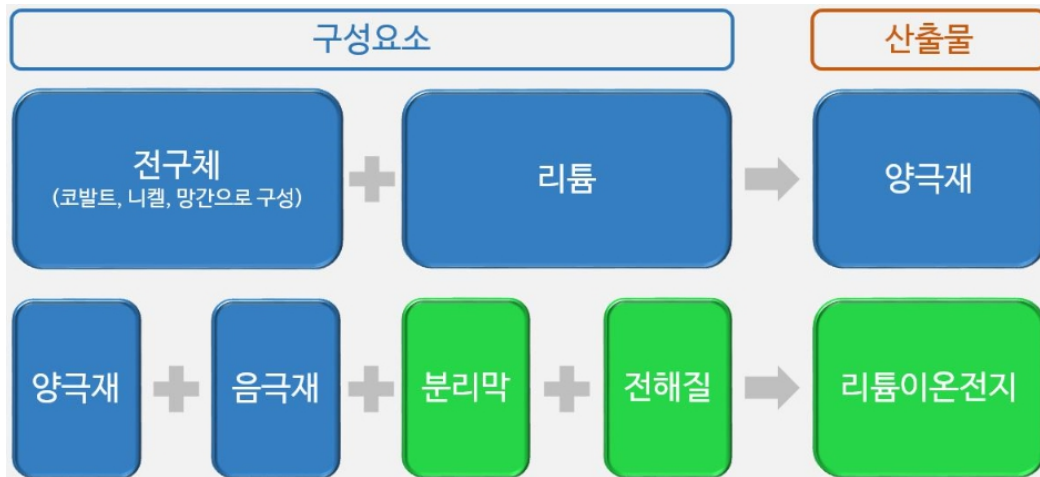 구성요소
산출물
전구체
(코발트, 니켈, 망간으로 구성)
리튬
양극재
양극재
음극재
분리막
전해질
리튬이온전지